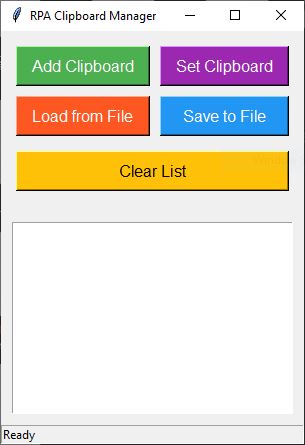 RPA Clipboard Manager
Add Clipboard
Set Clipboard
Load from File
Save to File
Clear List
Ready